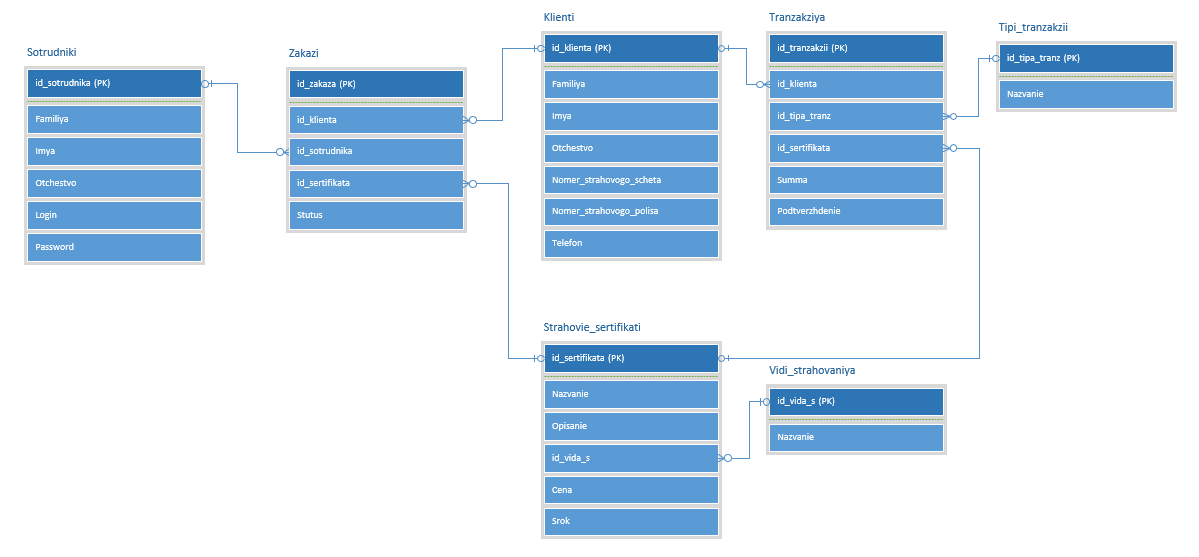 Sotrudniki
id_sotrudnika (PK)
Familiya
Imya
Otchestvo
Login
Password
Zakazi
id_zakaza (PK)
id_klienta
id_sotrudnika
id_sertifikata
Stutus
Klienti
id_klienta (PK)
Familiya
Imya
Otchestvo
Nomer_strahovogo_scheta
Nomer_strahovogo_polisa
Telefon
Tranzakziya
id_tranzakzii (PK)
id_klienta
id_tipa_tranz
id_sertifikata
Summa
Podtverzhdenie
Tipi_tranzakzii
id_tipa_tranz (PK)
Nazvanie
Strahovie_sertifikati
id_sertifikata (PK)
Nazvanie
Opisanie
id_vida_s
Cena
Srok
Vidi_strahovaniya
id_vida_s (PK)
Nazvanie